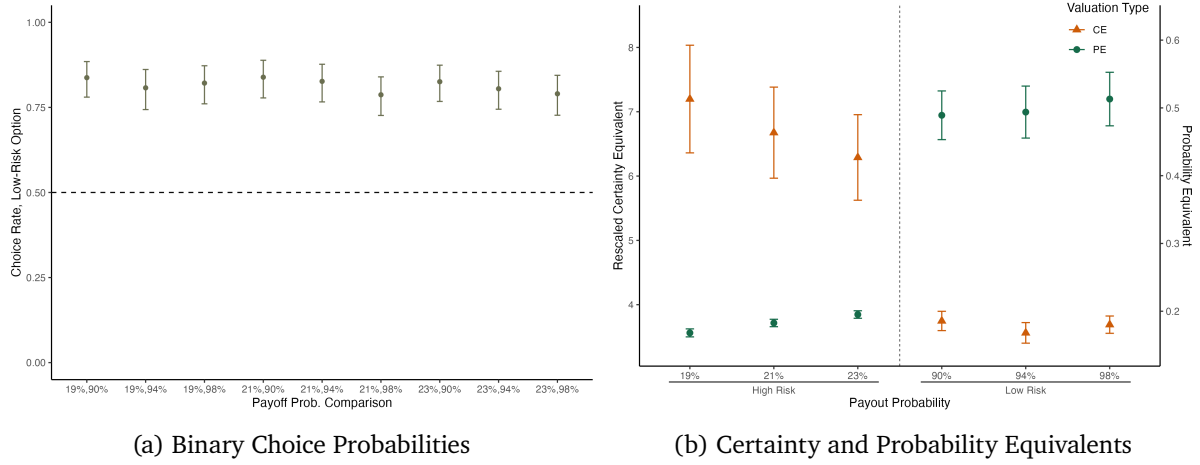 Choice Rate, Low-Risk Option
1.00
0.75
0.50
0.25
0.00
19%,90%
19%,94%
19%,98%
21%,90%
21%,94%
21%,98%
23%,90%
23%,94%
23%,98%
Payoff Prob. Comparison
(a) Binary Choice Probabilities
Valuation Type
CE
PE
Rescaled Certainty Equivalent
8
7
6
5
4
0.6
0.5
0.4
0.3
0.2
Probability Equivalent
19%
21%
23%
90%
94%
98%
High Risk
Low Risk
Payout Probability
(b) Certainty and Probability Equivalents